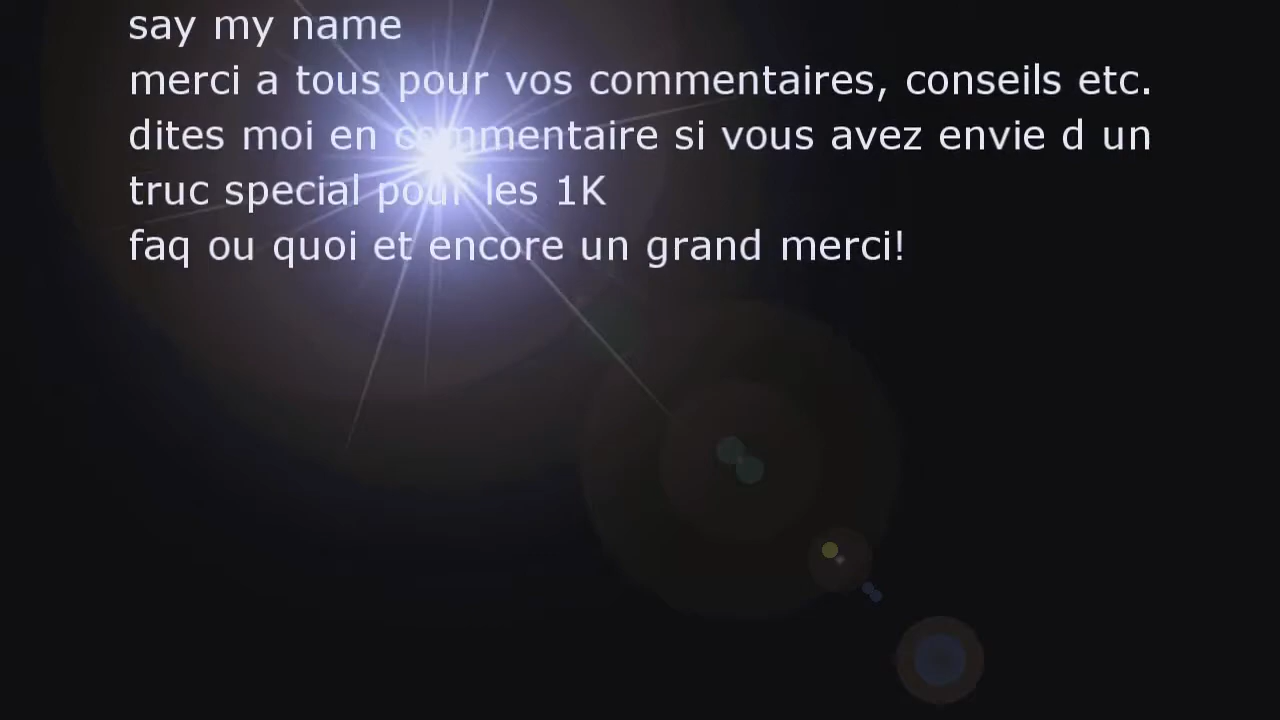 say my name
merci a tous pour vos commentaires, conseils etc.
dites moi en commentaire si vous avez envie d un
truc special pour les 1K
faq ou quoi et encore un grand merci!